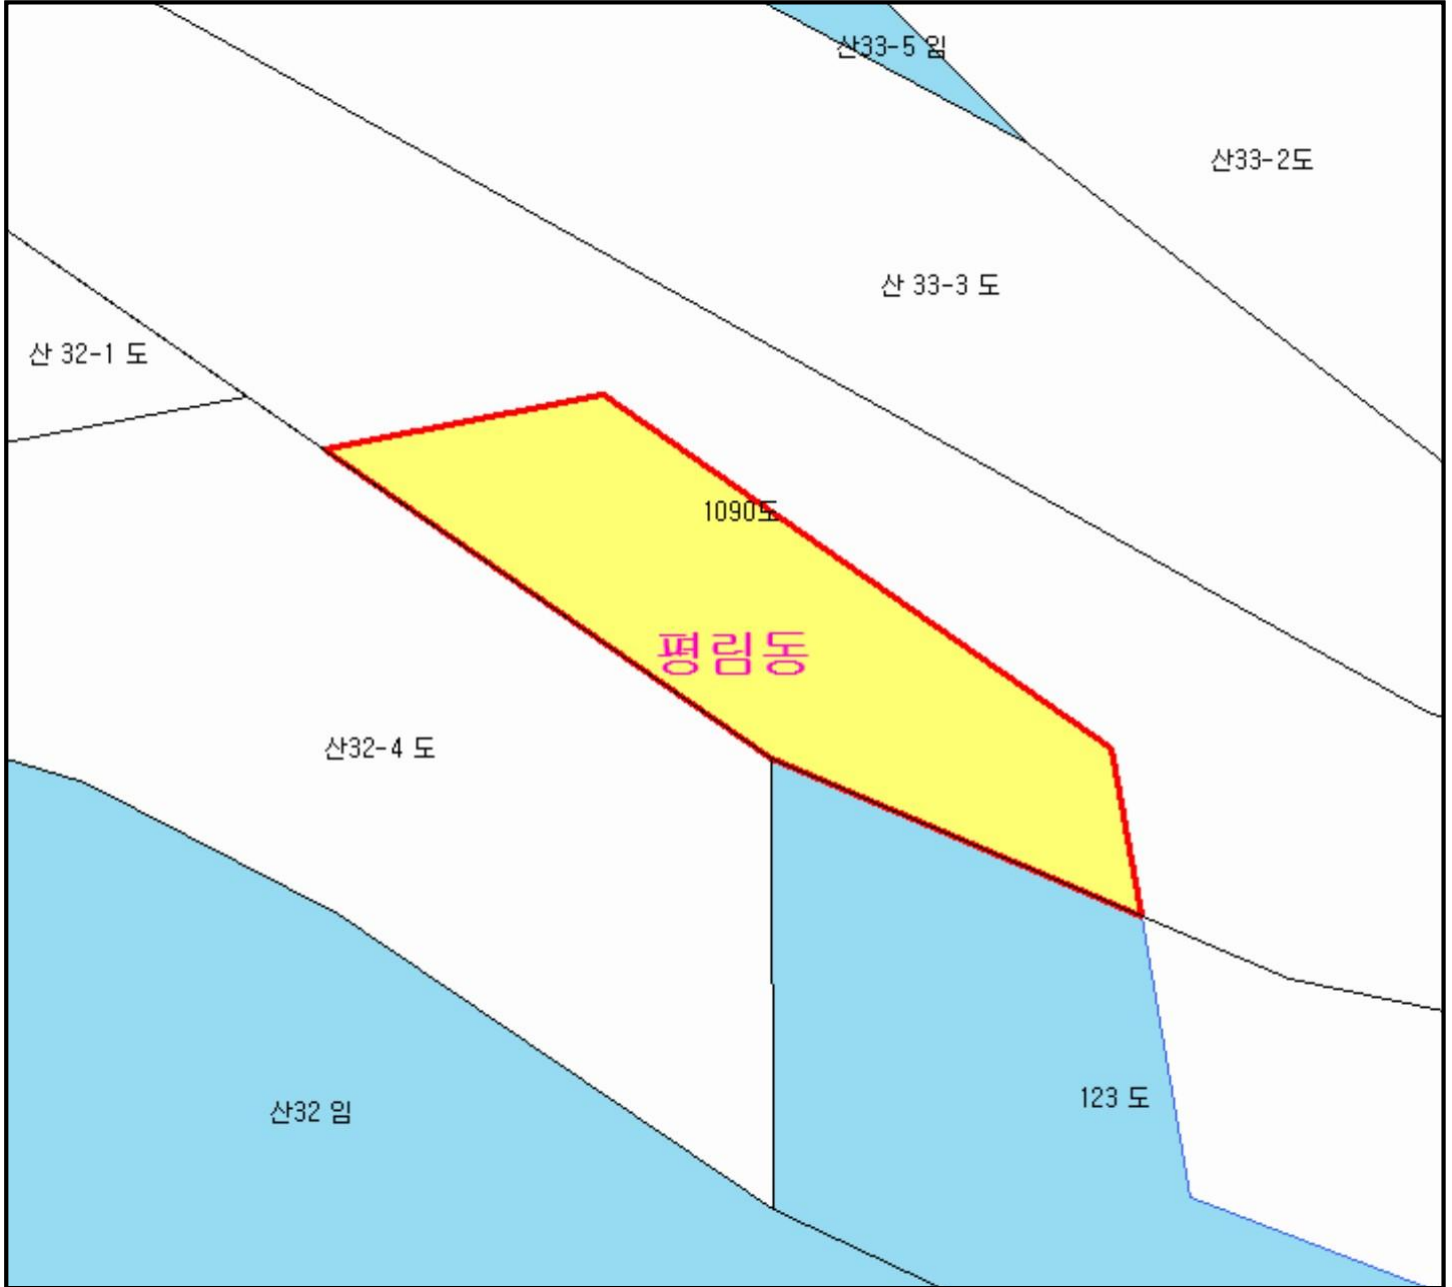 산33-5 임
산33-2도
산 33-3 도
산 32-1 도
1090도
평림동
산32-4 도
123 도
산32 임